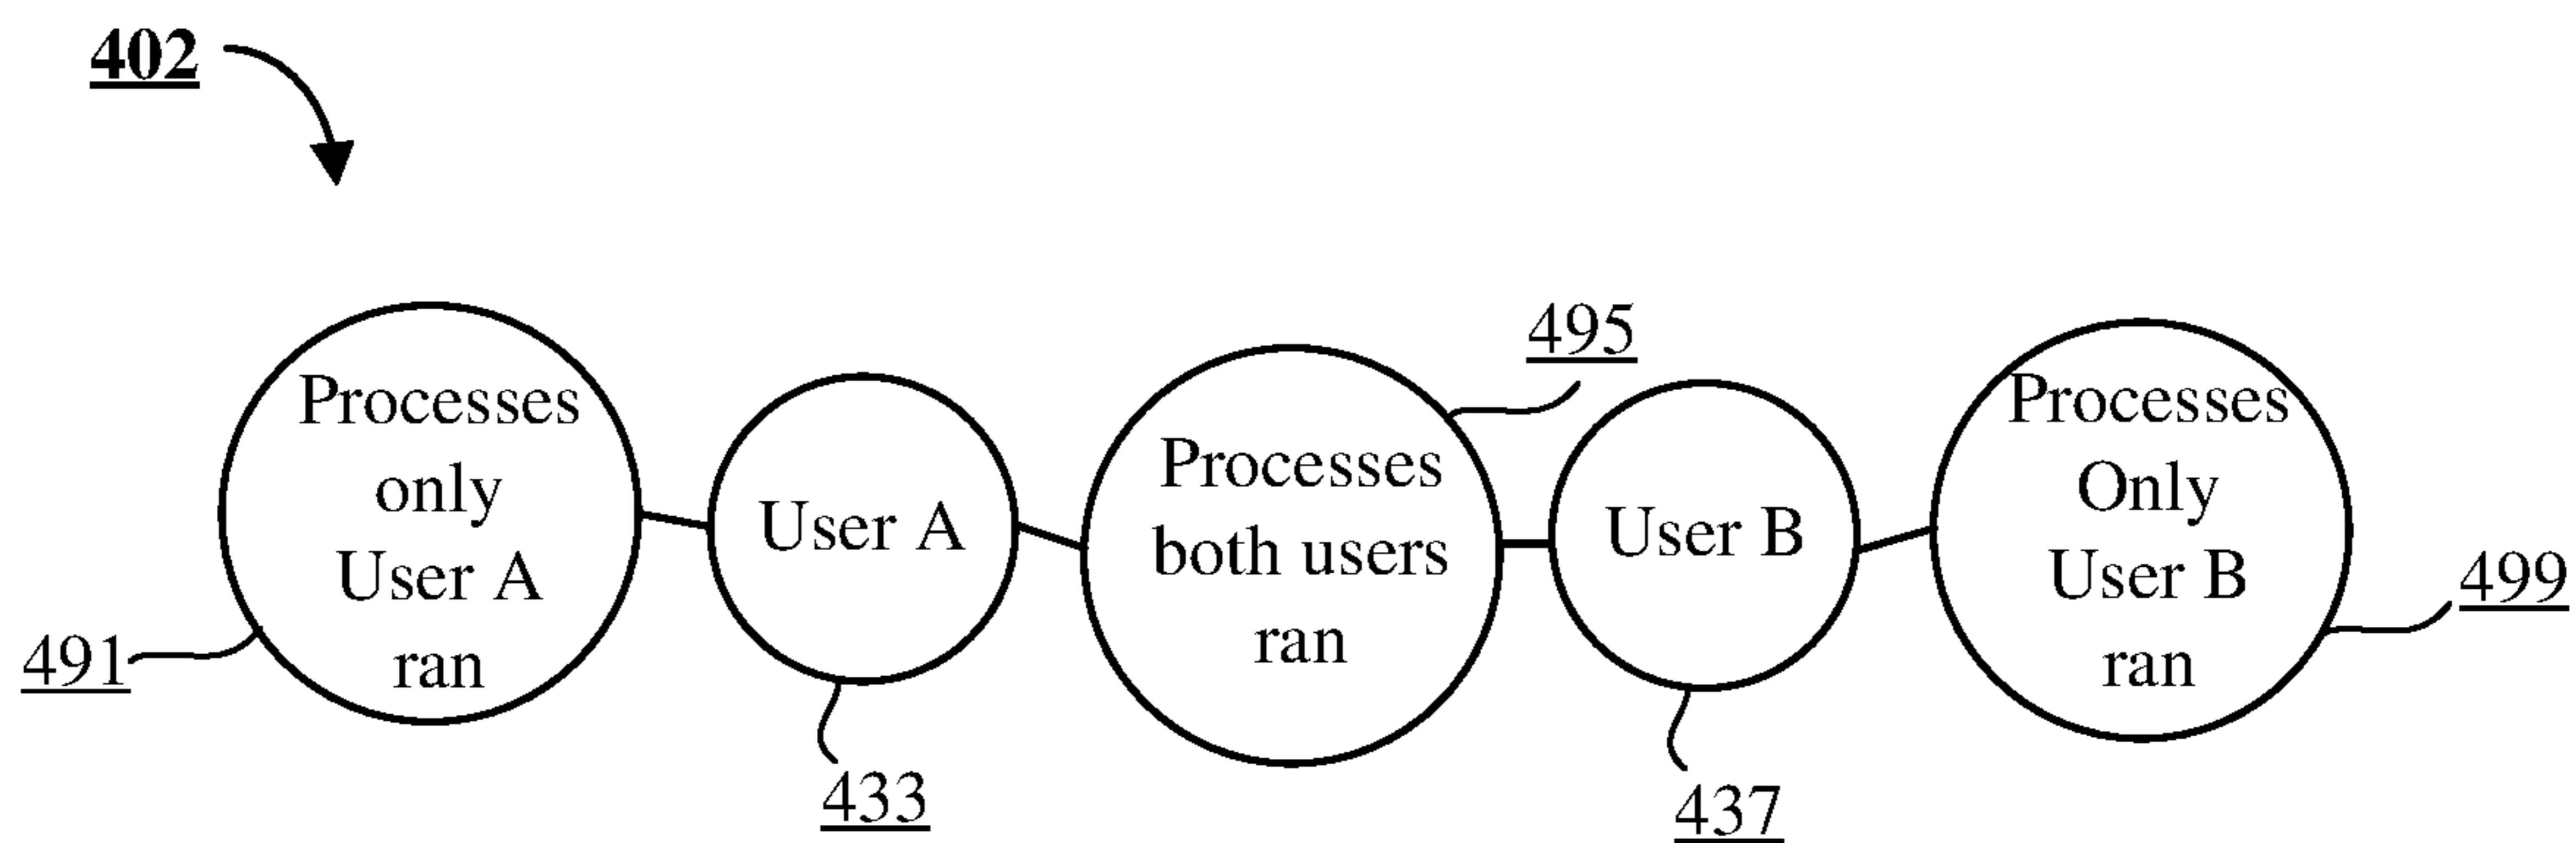 402
495
Processes
only
User A
ran
User A
Processes
both users
ran
User B
Processes
Only
User B
ran
491
433
437
499